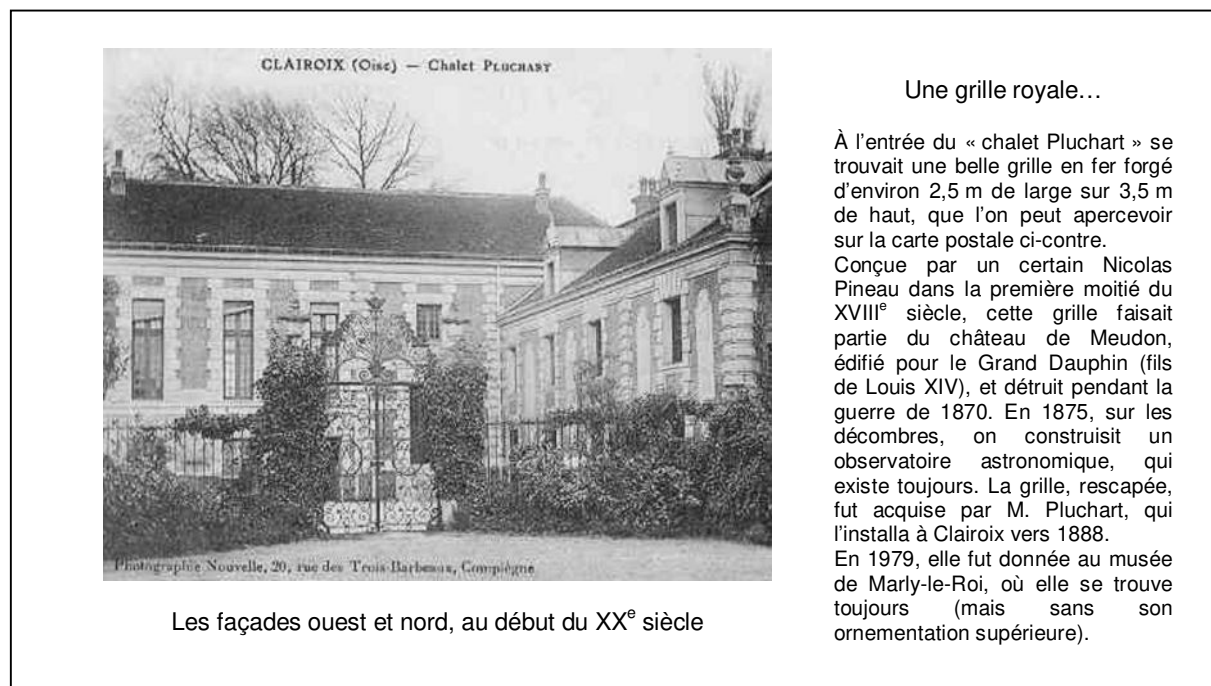 CLAIROIX (Oise) — Chalet PLUCHART
Photographie Nouvelle, 20, rue des Trois-Barbeaux, Compiègne
Les façades ouest et nord, au début du XXe siècle
Une grille royale…
À l'entrée du « chalet Pluchart » se
trouvait une belle grille en fer forgé
d'environ 2,5 m de large sur 3,5 m
de haut, que l'on peut apercevoir
sur la carte postale ci-contre.
Conçue par un certain Nicolas
Pineau dans la première moitié du
XVIIIe siècle, cette grille faisait
partie du château de Meudon,
édifié pour le Grand Dauphin (fils
de Louis XIV), et détruit pendant la
guerre de 1870. En 1875, sur les
décombres, on construisit un
observatoire astronomique, qui
existe toujours. La grille, rescapée,
fut acquise par M. Pluchart, qui
l'installa à Clairoix vers 1888.
En 1979, elle fut donnée au musée
de Marly-le-Roi, où elle se trouve
toujours (mais sans son
ornementation supérieure).